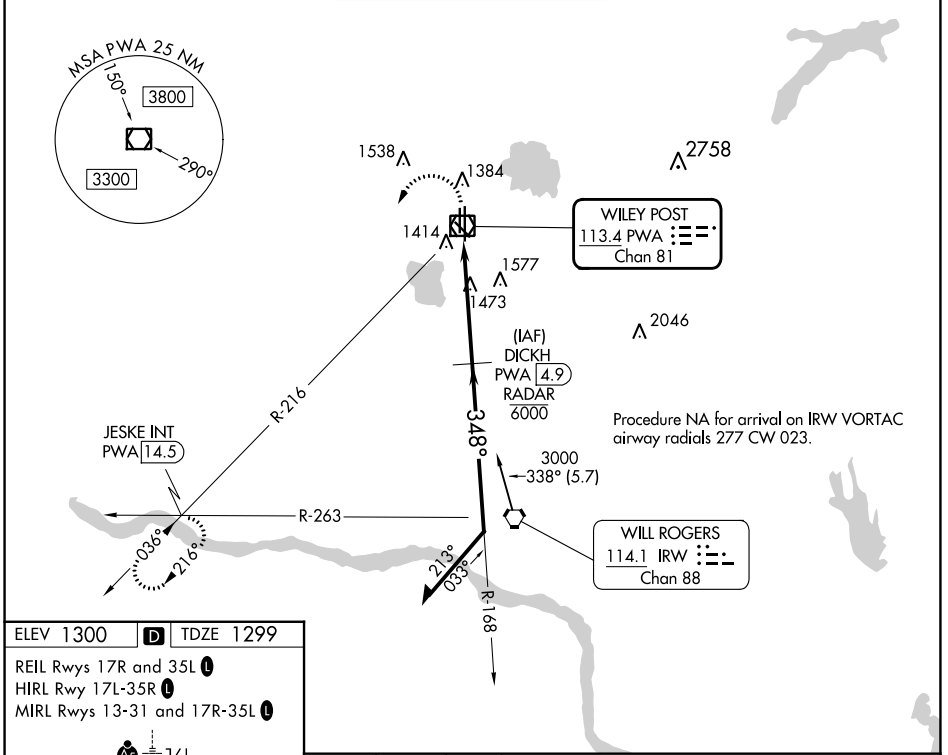 MSA PWA 25 NM
150°
3800
290°
3300
1538
1384
2758
1414
WILEY POST
113.4 PWA
Chan 81
1577
1473
2046
(IAF)
DICKH
PWA 4.9
RADAR
6000
R-216
348°
Procedure NA for arrival on IRW VORTAC
airway radials 277 CW 023.
JESKE INT
PWA 14.5
3000
338° (5.7)
R-263
WILL ROGERS
114.1 IRW
Chan 88
036°
216°
213°
033°
R-168
ELEV 1300 D TDZE 1299
REIL Rwys 17R and 35L L
HIRL Rwy 17L-35R L
MIRL Rwys 13-31 and 17R-35L L